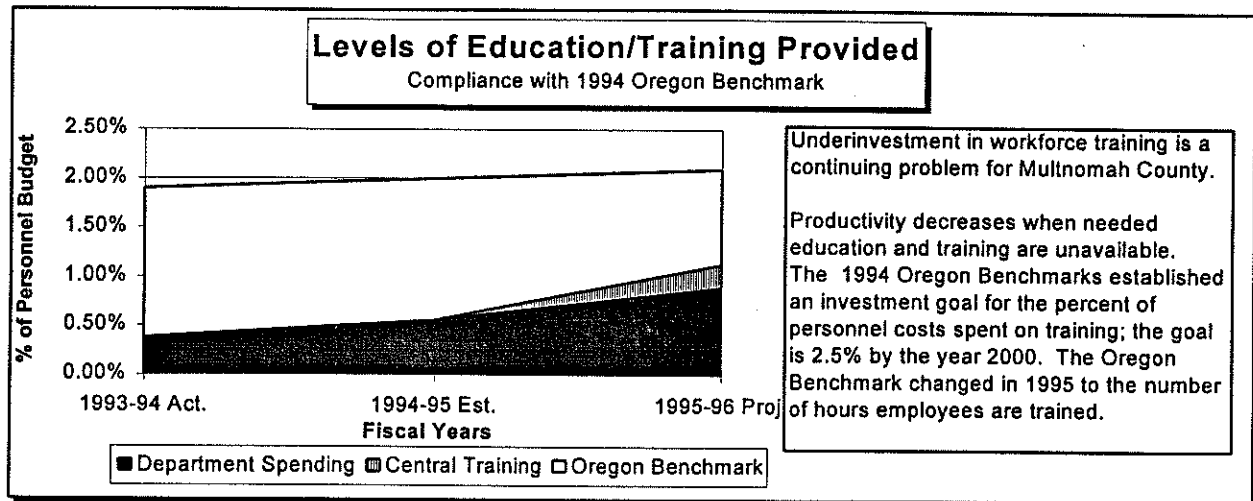 Levels of Education/Training Provided
Compliance with 1994 Oregon Benchmark
% of Personnel Budget
2.50%
2.00%
1.50%
1.00%
0.50%
0.00%
1993-94 Act.
1994-95 Est.
1995-96 Proj
Fiscal Years
Department Spending Central Training Oregon Benchmark
Underinvestment in workforce training is a
continuing problem for Multnomah County.
Productivity decreases when needed
education and training are unavailable.
The 1994 Oregon Benchmarks established
an investment goal for the percent of
personnel costs spent on training; the goal
is 2.5% by the year 2000. The Oregon
Benchmark changed in 1995 to the number
of hours employees are trained.